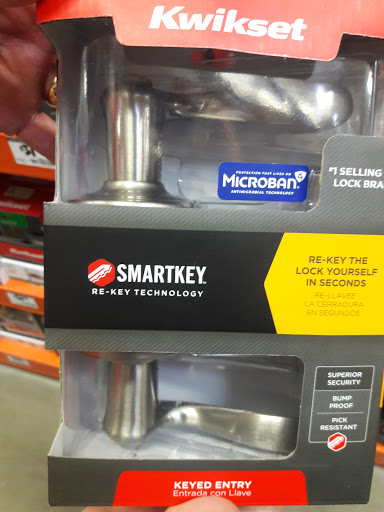 Kwikset
PROTECTION THAT LIVES ON
MICROBAN®
ANTIMICROBIAL TECHNOLOGY
#1 SELLING
LOCK BRA
SMARTKEY
RE-KEY TECHNOLOGY
RE-KEY THE
LOCK YOURSELF
IN SECONDS
RE-LLAVEE
LA CERRADURA
EN SEGUNDOS
SUPERIOR
SECURITY
BUMP
PROOF
PICK
RESISTANT
KEYED ENTRY
Entrada con Llave